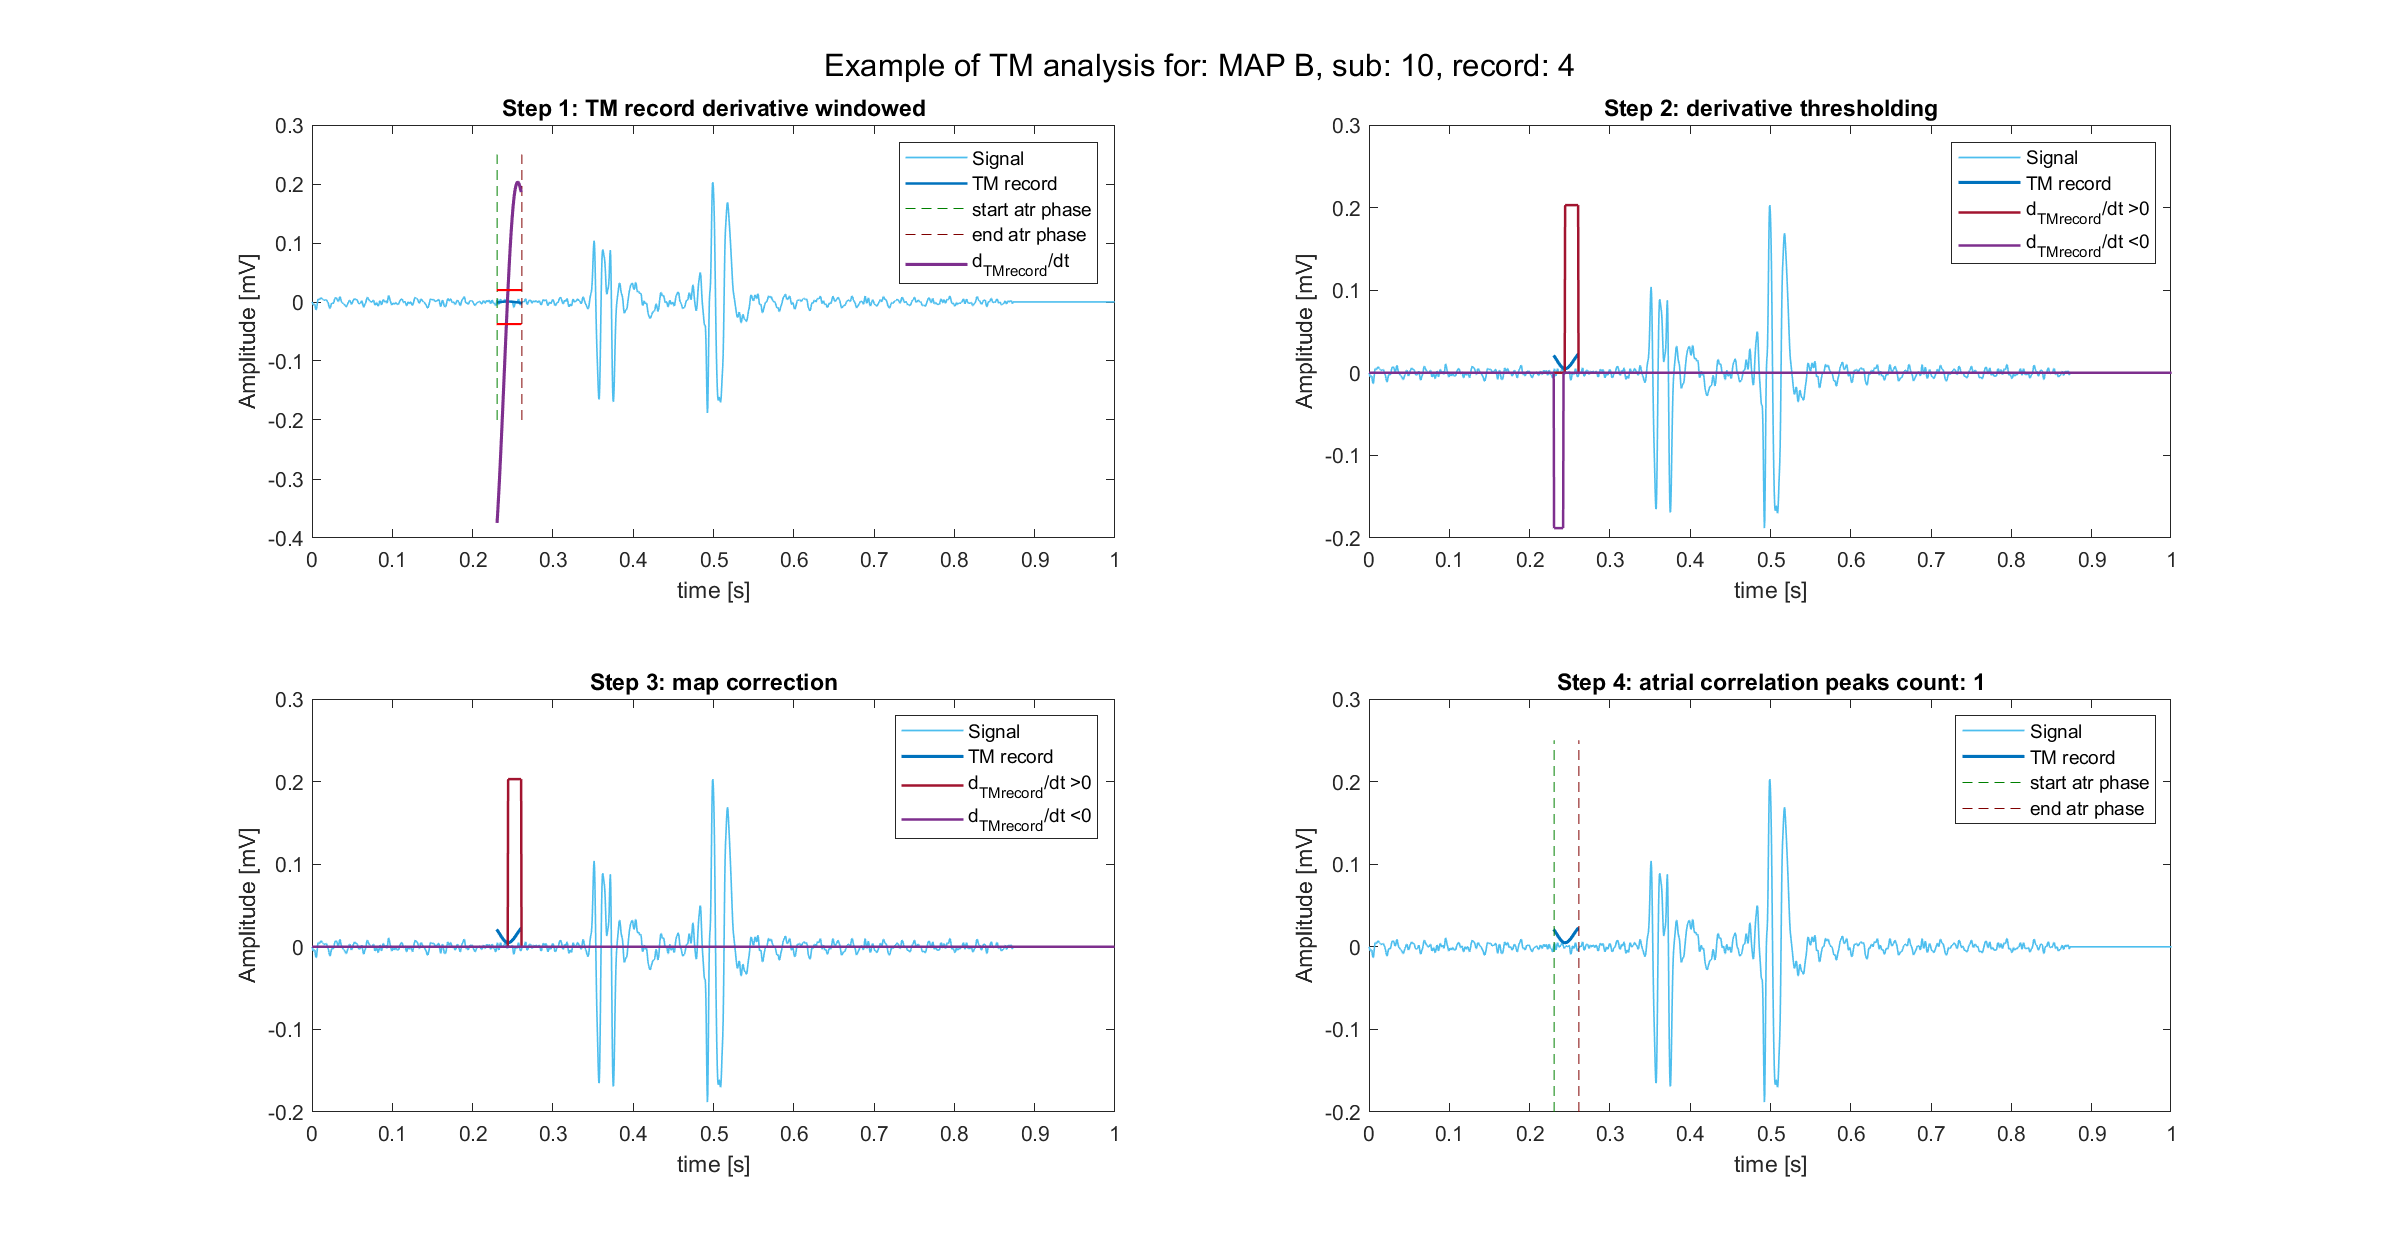 Example of TM analysis for: MAP B, sub: 10, record: 4
Step 1: TM record derivative windowed
0.3
0.2
0.1
0
-0.1
-0.2
-0.3
-0.4
Amplitude [mV]
0 0.1 0.2 0.3 0.4 0.5 0.6 0.7 0.8 0.9 1
time [s]
Signal
TM record
start atr phase
end atr phase
dTMrecord/dt
Step 2: derivative thresholding
0.3
0.2
0.1
0
-0.1
-0.2
Amplitude [mV]
0 0.1 0.2 0.3 0.4 0.5 0.6 0.7 0.8 0.9 1
time [s]
Signal
TM record
dTMrecord/dt >0
dTMrecord/dt <0
Step 3: map correction
0.3
0.2
0.1
0
-0.1
-0.2
Amplitude [mV]
0 0.1 0.2 0.3 0.4 0.5 0.6 0.7 0.8 0.9 1
time [s]
Signal
TM record
dTMrecord/dt >0
dTMrecord/dt <0
Step 4: atrial correlation peaks count: 1
0.3
0.2
0.1
0
-0.1
-0.2
Amplitude [mV]
0 0.1 0.2 0.3 0.4 0.5 0.6 0.7 0.8 0.9 1
time [s]
Signal
TM record
start atr phase
end atr phase